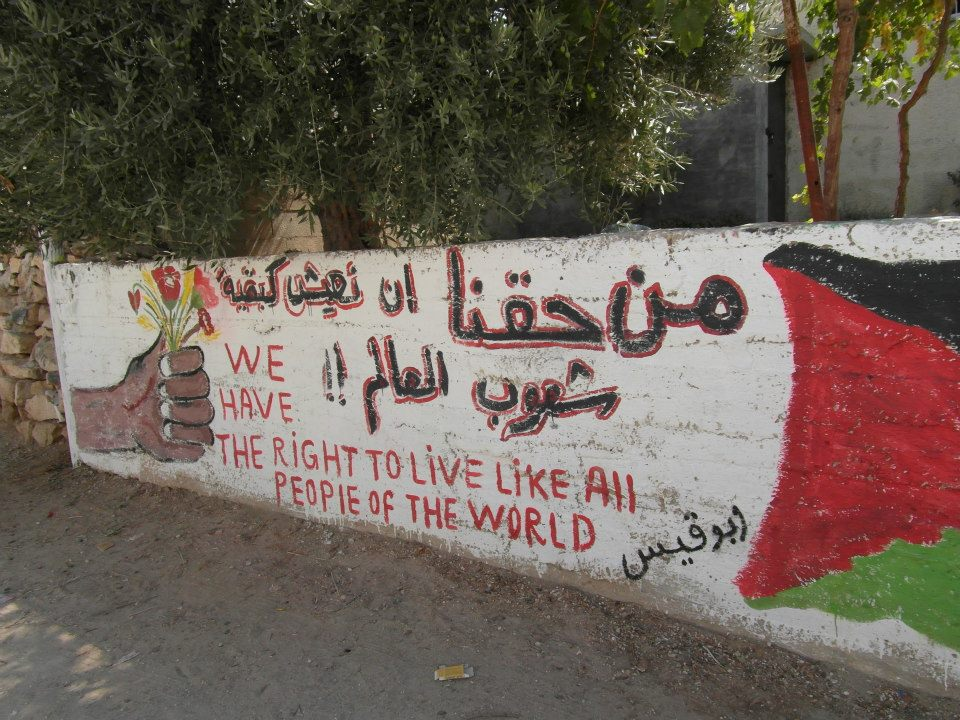 من حقنا ان نعيش كبقية
شعوب العالم !!
WE
HAVE
THE RiGHT TO LiVE LiKE All
PEOPlE OF THE WORlD
ابوقيس